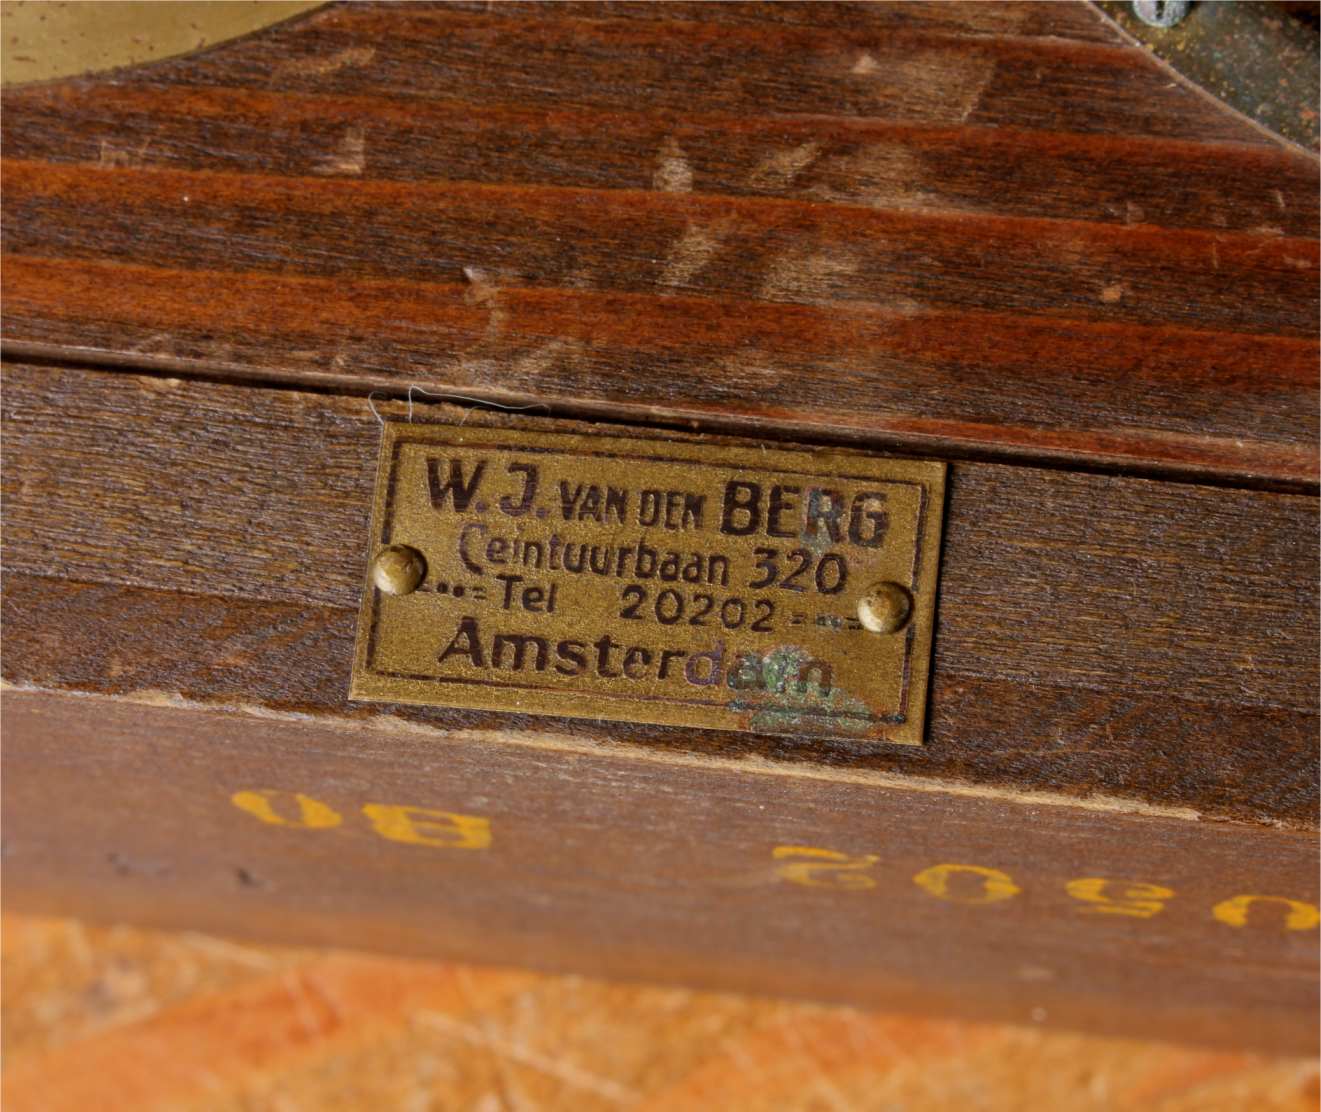 W. J. VAN DEN BERG
Ceintuurbaan 320
Tel 20202
Amsterdam